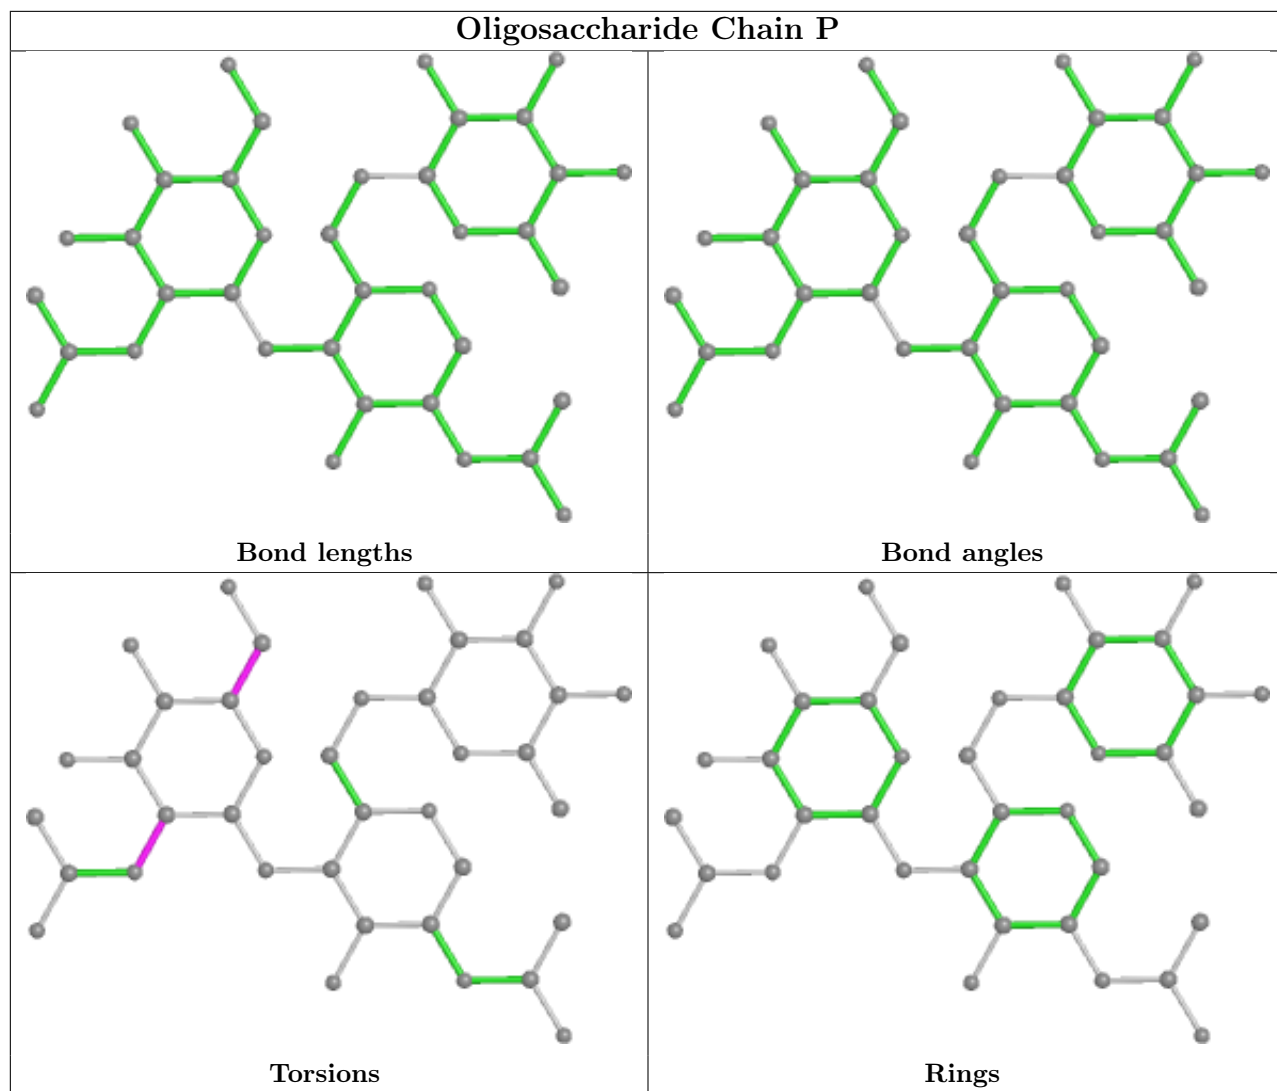 Oligosaccharide Chain P
Bond lengths
Bond angles
Torsions
Rings